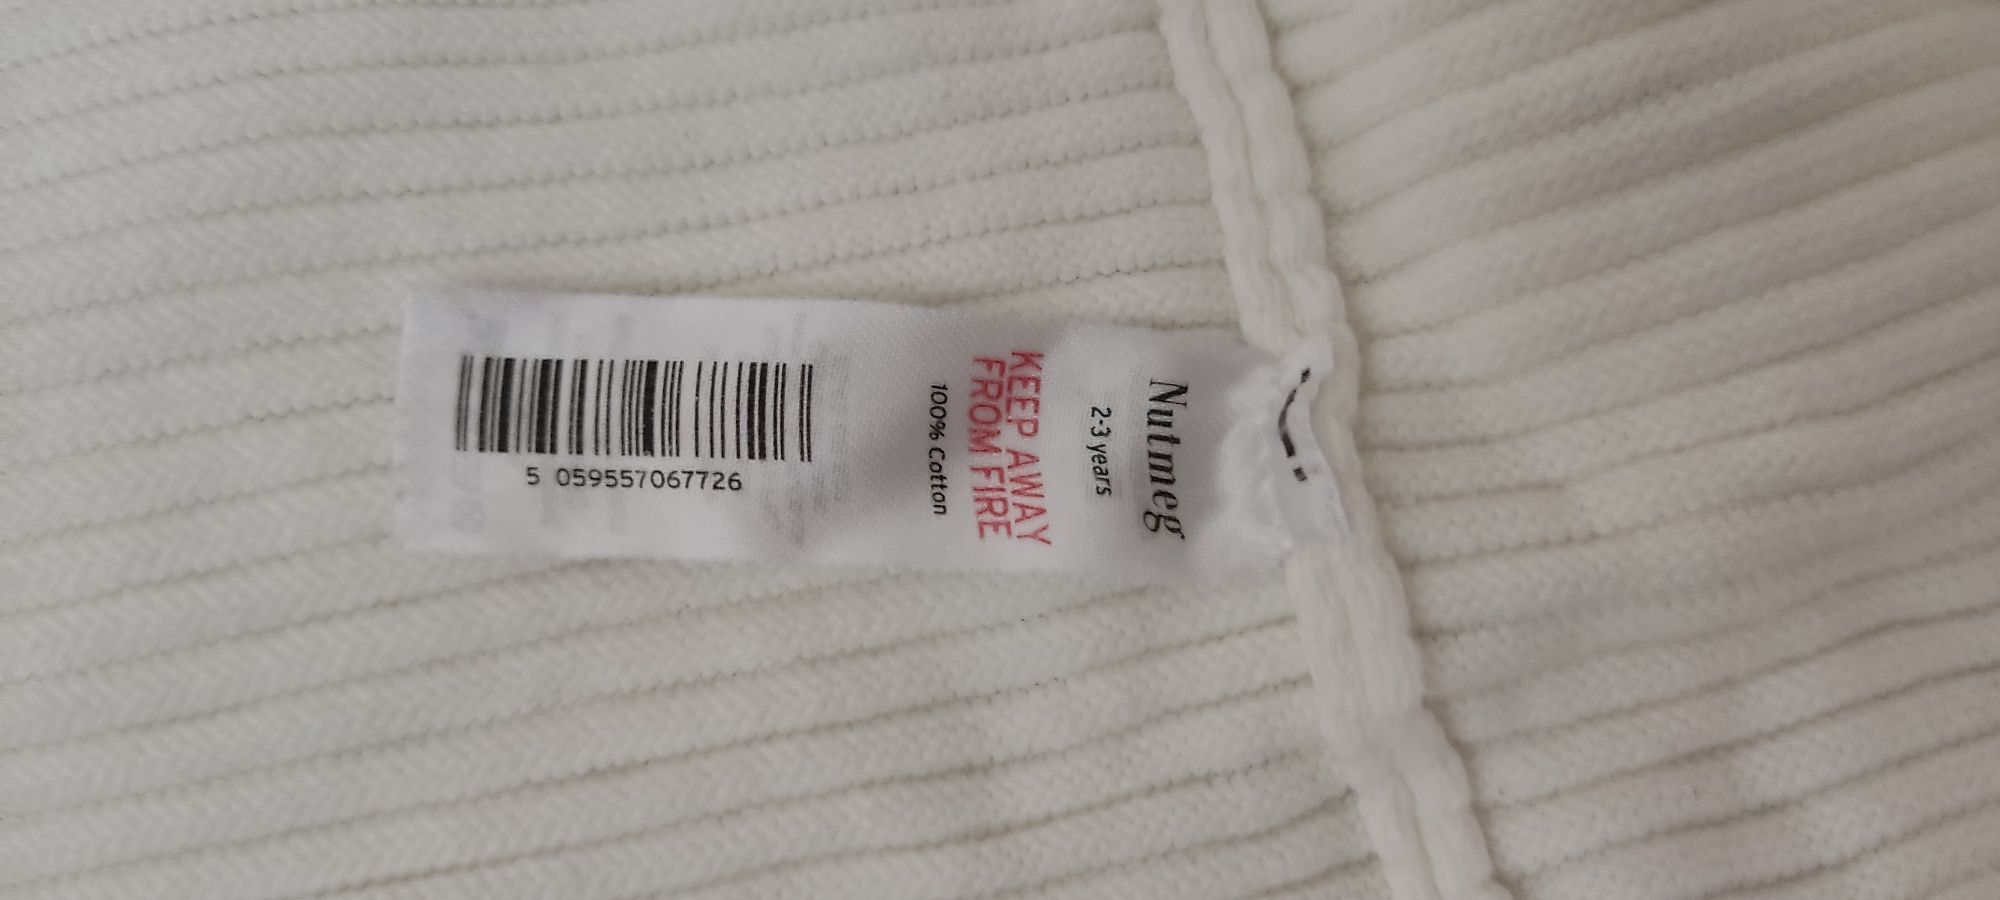 Nutmeg
2-3 years
KEEP AWAY
FROM FIRE
100% Cotton
5 059557067726